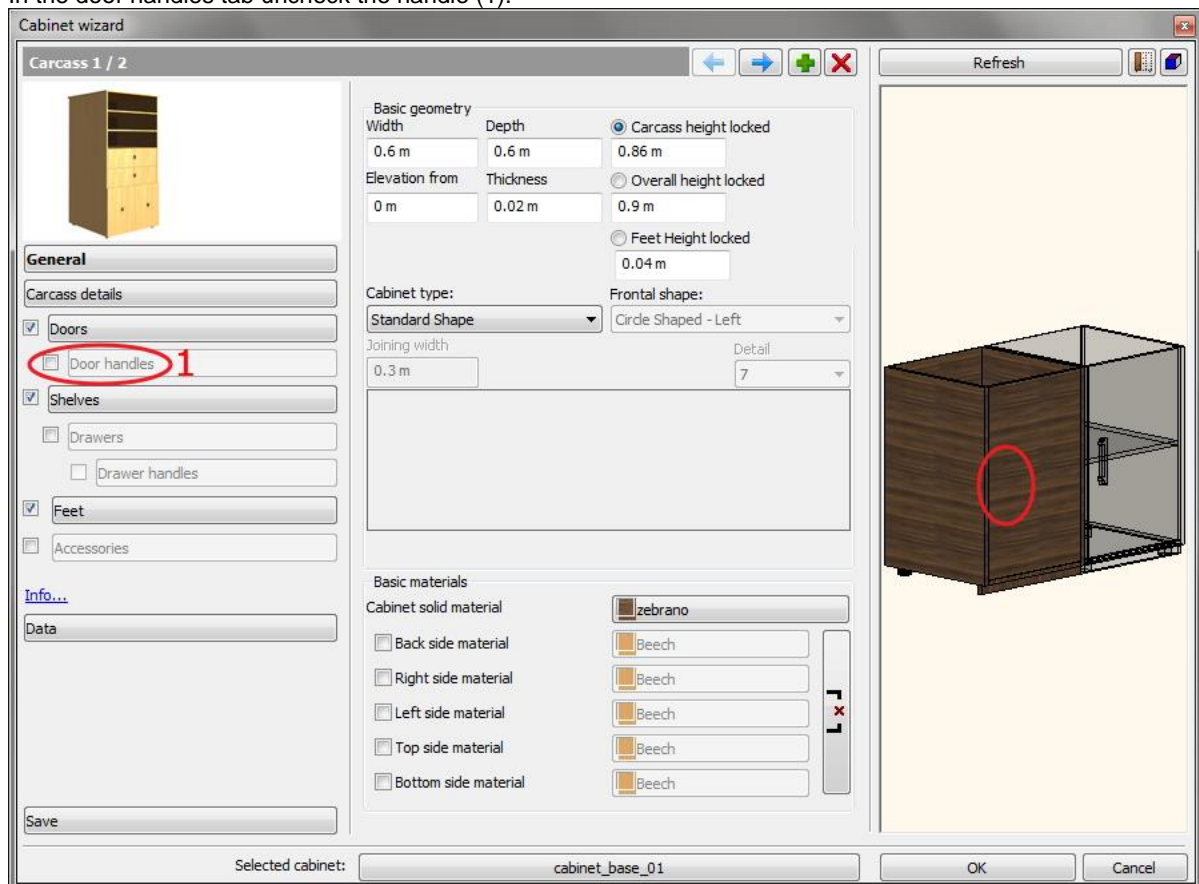 In the door handles tab uncheck the handle (1).
Cabinet wizard
Carcass 1 / 2
Refresh
Basic geometry
Width Depth Carcass height locked
0.6 m 0.6 m 0.86 m
Elevation from Thickness Overall height locked
0 m 0.02 m 0.9 m
Feet Height locked
0.04 m
General
Carcass details
Doors
Door handles 1
Shelves
Drawers
Drawer handles
Feet
Accessories
Info...
Data
Save
Cabinet type: Frontal shape:
Standard Shape Circle Shaped - Left
Joining width Detail
0.3 m 7
Basic materials
Cabinet solid material zebrano
Back side material Beech
Right side material Beech
Left side material Beech
Top side material Beech
Bottom side material Beech
Selected cabinet: cabinet_base_01 OK Cancel